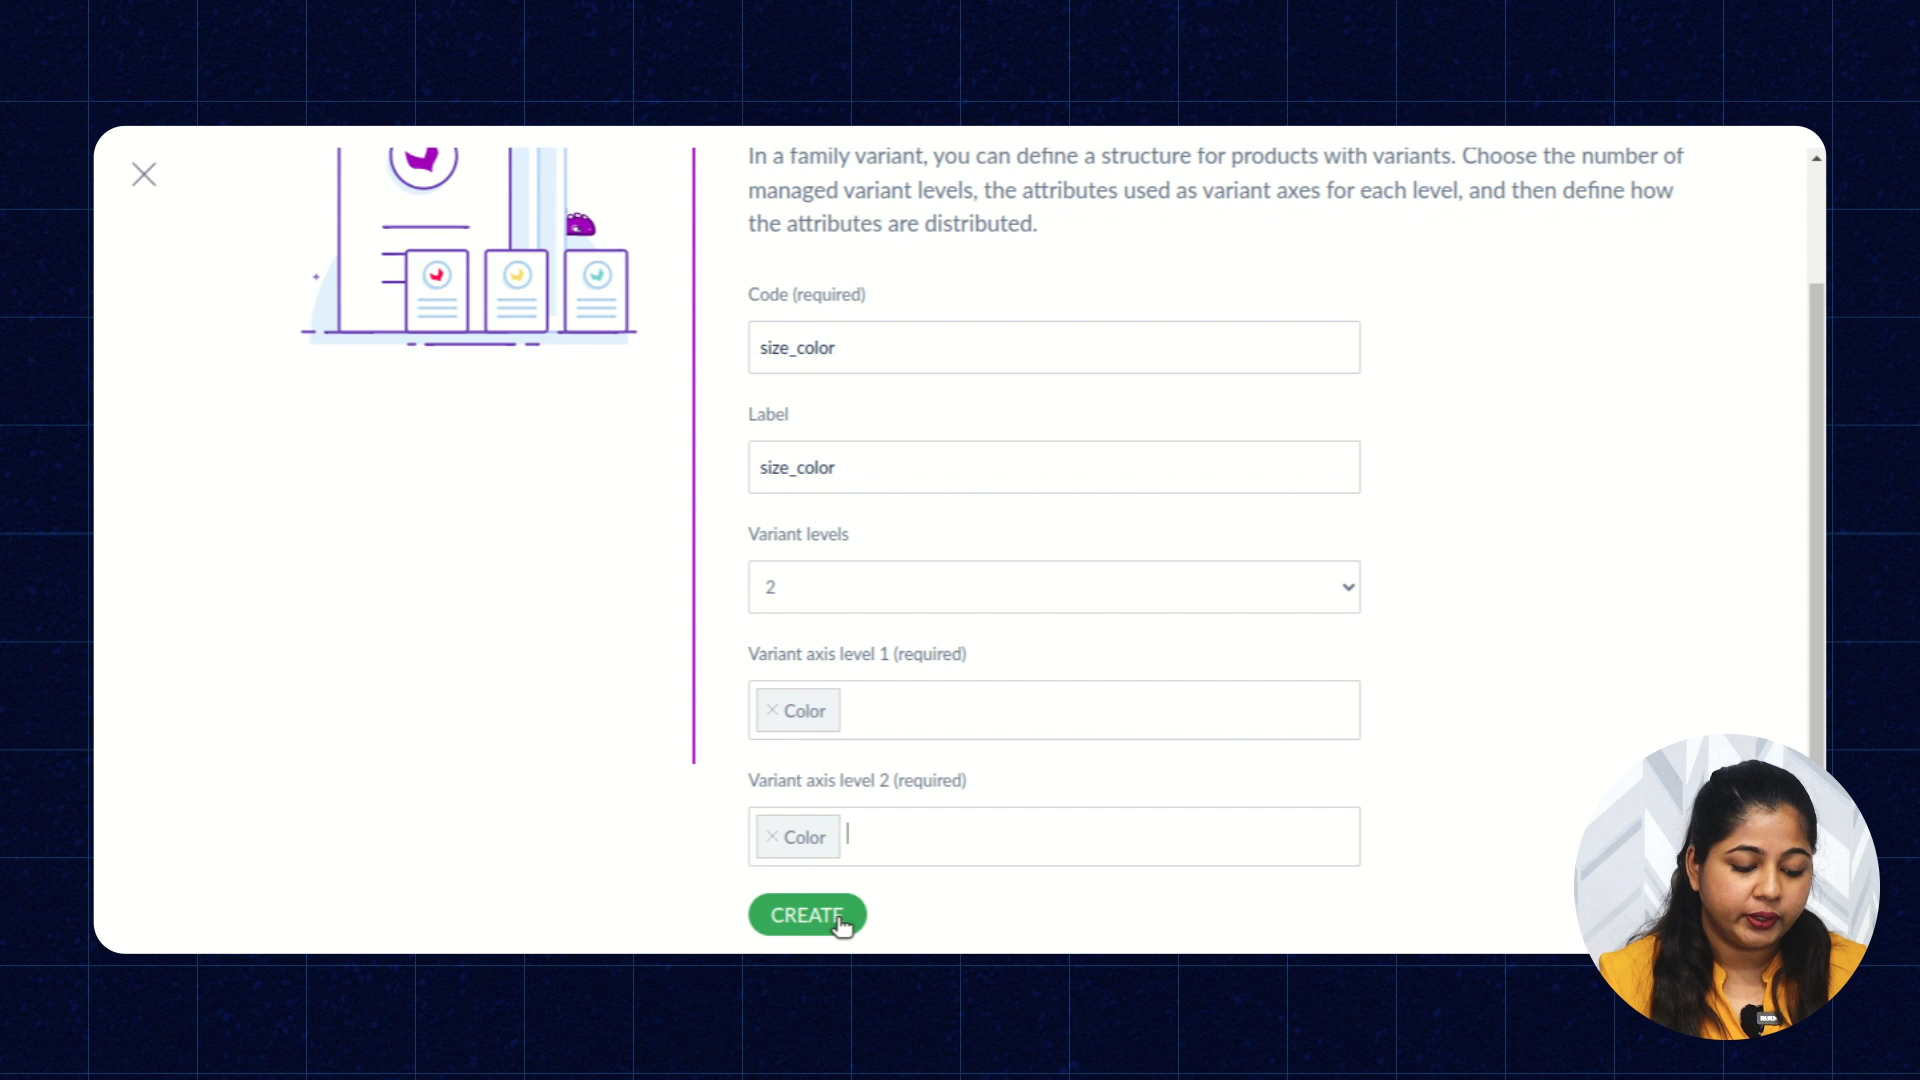 In a family variant, you can define a structure for products with variants. Choose the number of
managed variant levels, the attributes used as variant axes for each level, and then define how
the attributes are distributed.
Code (required)
size_color
Label
size_color
Variant levels
2
Variant axis level 1 (required)
× Color
Variant axis level 2 (required)
× Color
CREATE